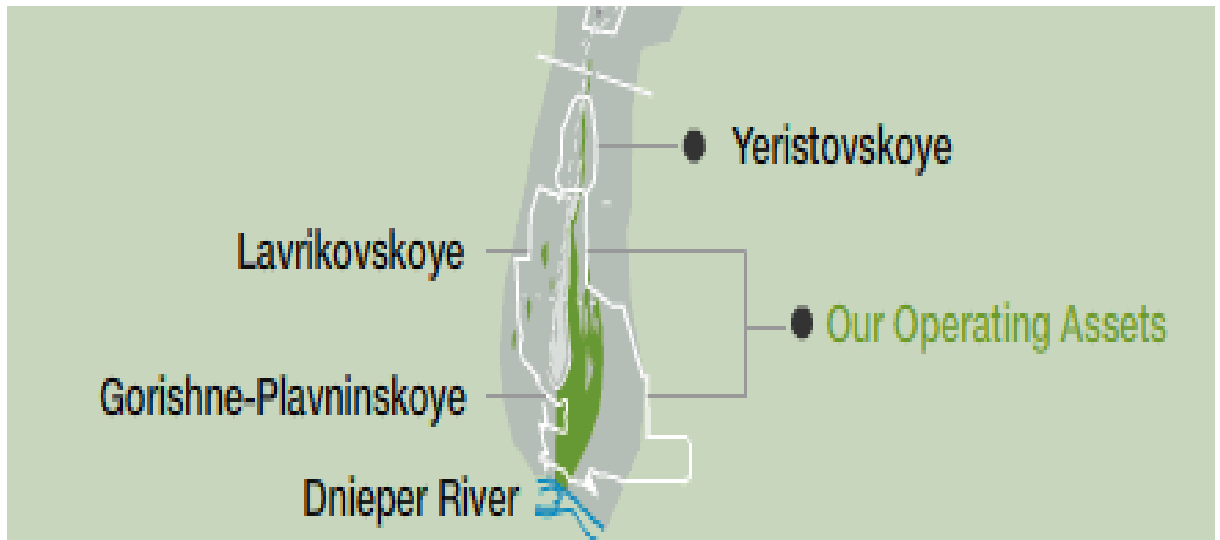 Yeristovskoye
Lavrikovskoye
Our Operating Assets
Gorishne-Plavninskoye
Dnieper River